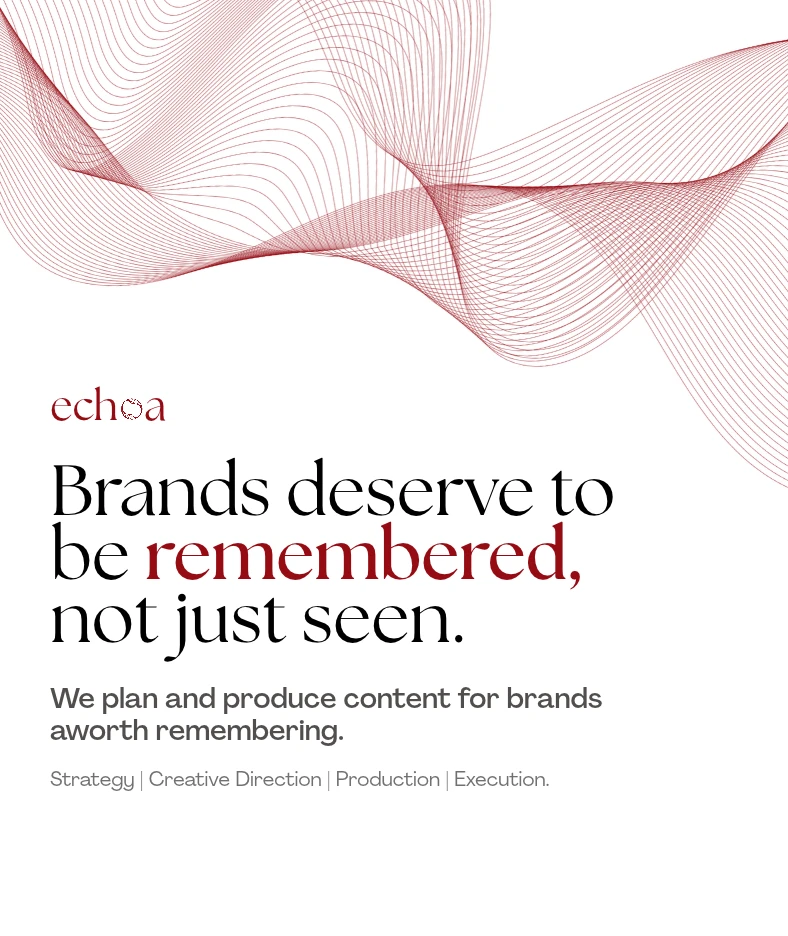 echoa
Brands deserve to
be remembered,
not just seen.
We plan and produce content for brands
aworth remembering.
Strategy | Creative Direction | Production | Execution.